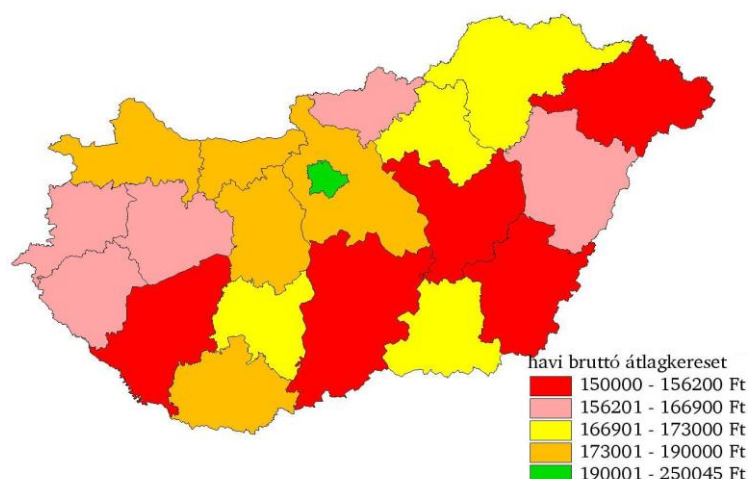 havi bruttó átlagkereset
150000 - 156200 Ft
156201 - 166900 Ft
166901 - 173000 Ft
173001 - 190000 Ft
190001 - 250045 Ft